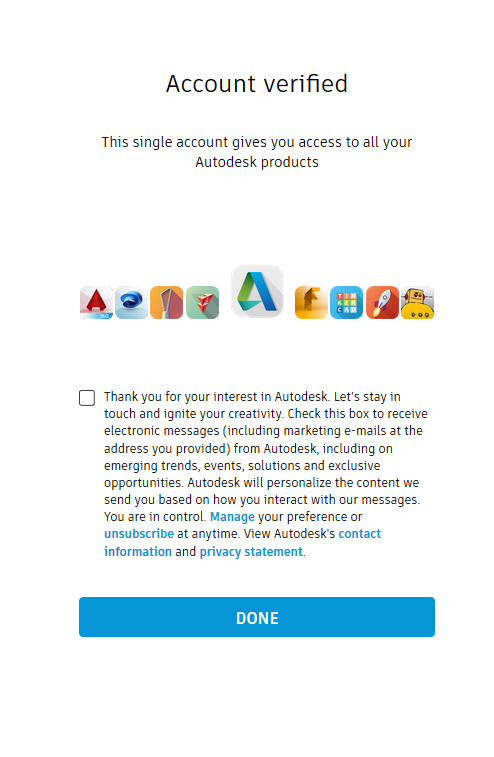 Account verified
This single account gives you access to all your
Autodesk products
360
TIN
KER
CAD
Thank you for your interest in Autodesk. Let's stay in
touch and ignite your creativity. Check this box to receive
electronic messages (including marketing e-mails at the
address you provided) from Autodesk, including on
emerging trends, events, solutions and exclusive
opportunities. Autodesk will personalize the content we
send you based on how you interact with our messages.
You are in control. Manage your preference or
unsubscribe at anytime. View Autodesk's contact
information and privacy statement.
DONE